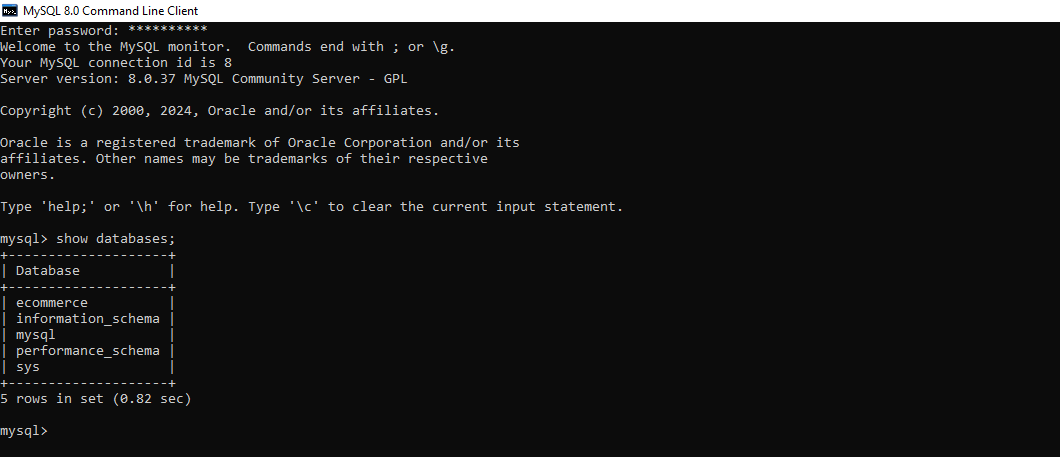 MySQL 8.0 Command Line Client
Enter password: **********
Welcome to the MySQL monitor.  Commands end with ; or \g.
Your MySQL connection id is 8
Server version: 8.0.37 MySQL Community Server - GPL
Copyright (c) 2000, 2024, Oracle and/or its affiliates.
Oracle is a registered trademark of Oracle Corporation and/or its
affiliates. Other names may be trademarks of their respective
owners.
Type 'help;' or '\h' for help. Type '\c' to clear the current input statement.
mysql> show databases;
+--------------------+
| Database           |
+--------------------+
| ecommerce          |
| information_schema |
| mysql              |
| performance_schema |
| sys                |
+--------------------+
5 rows in set (0.82 sec)
mysql>